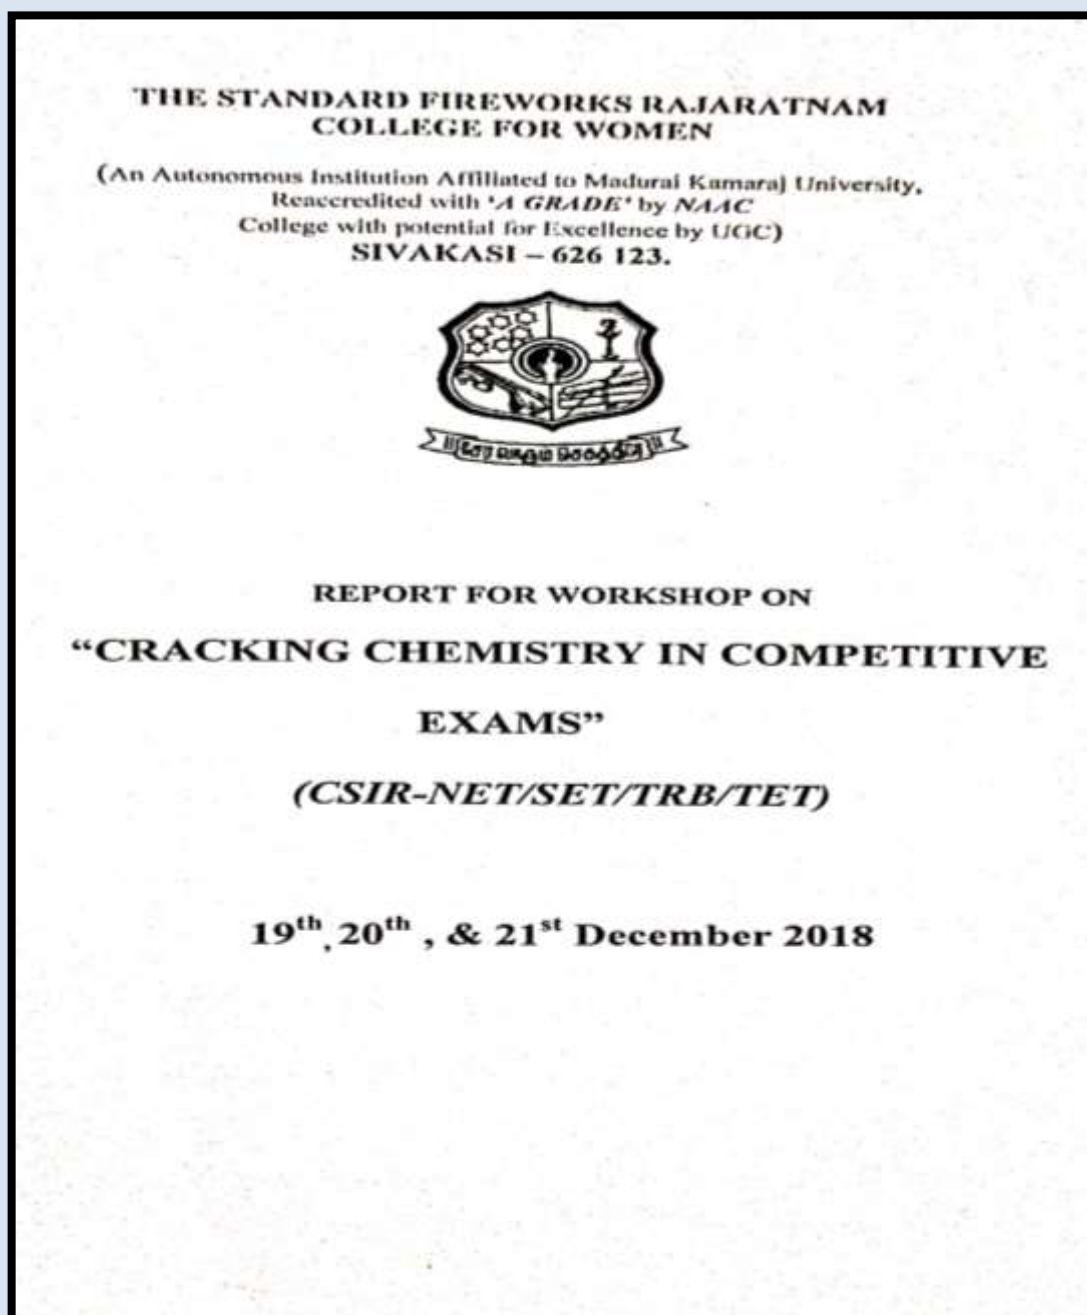 THE STANDARD FIREWORKS RAJARATNAM
COLLEGE FOR WOMEN
(An Autonomous Institution Affiliated to Madurai Kamaraj University,
Reaccredited with ‘A GRADE’ by NAAC
College with potential for Excellence by UGC)
SIVAKASI – 626 123.
REPORT FOR WORKSHOP ON
“CRACKING CHEMISTRY IN COMPETITIVE
EXAMS”
(CSIR-NET/SET/TRB/TET)
19th, 20th , & 21st December 2018